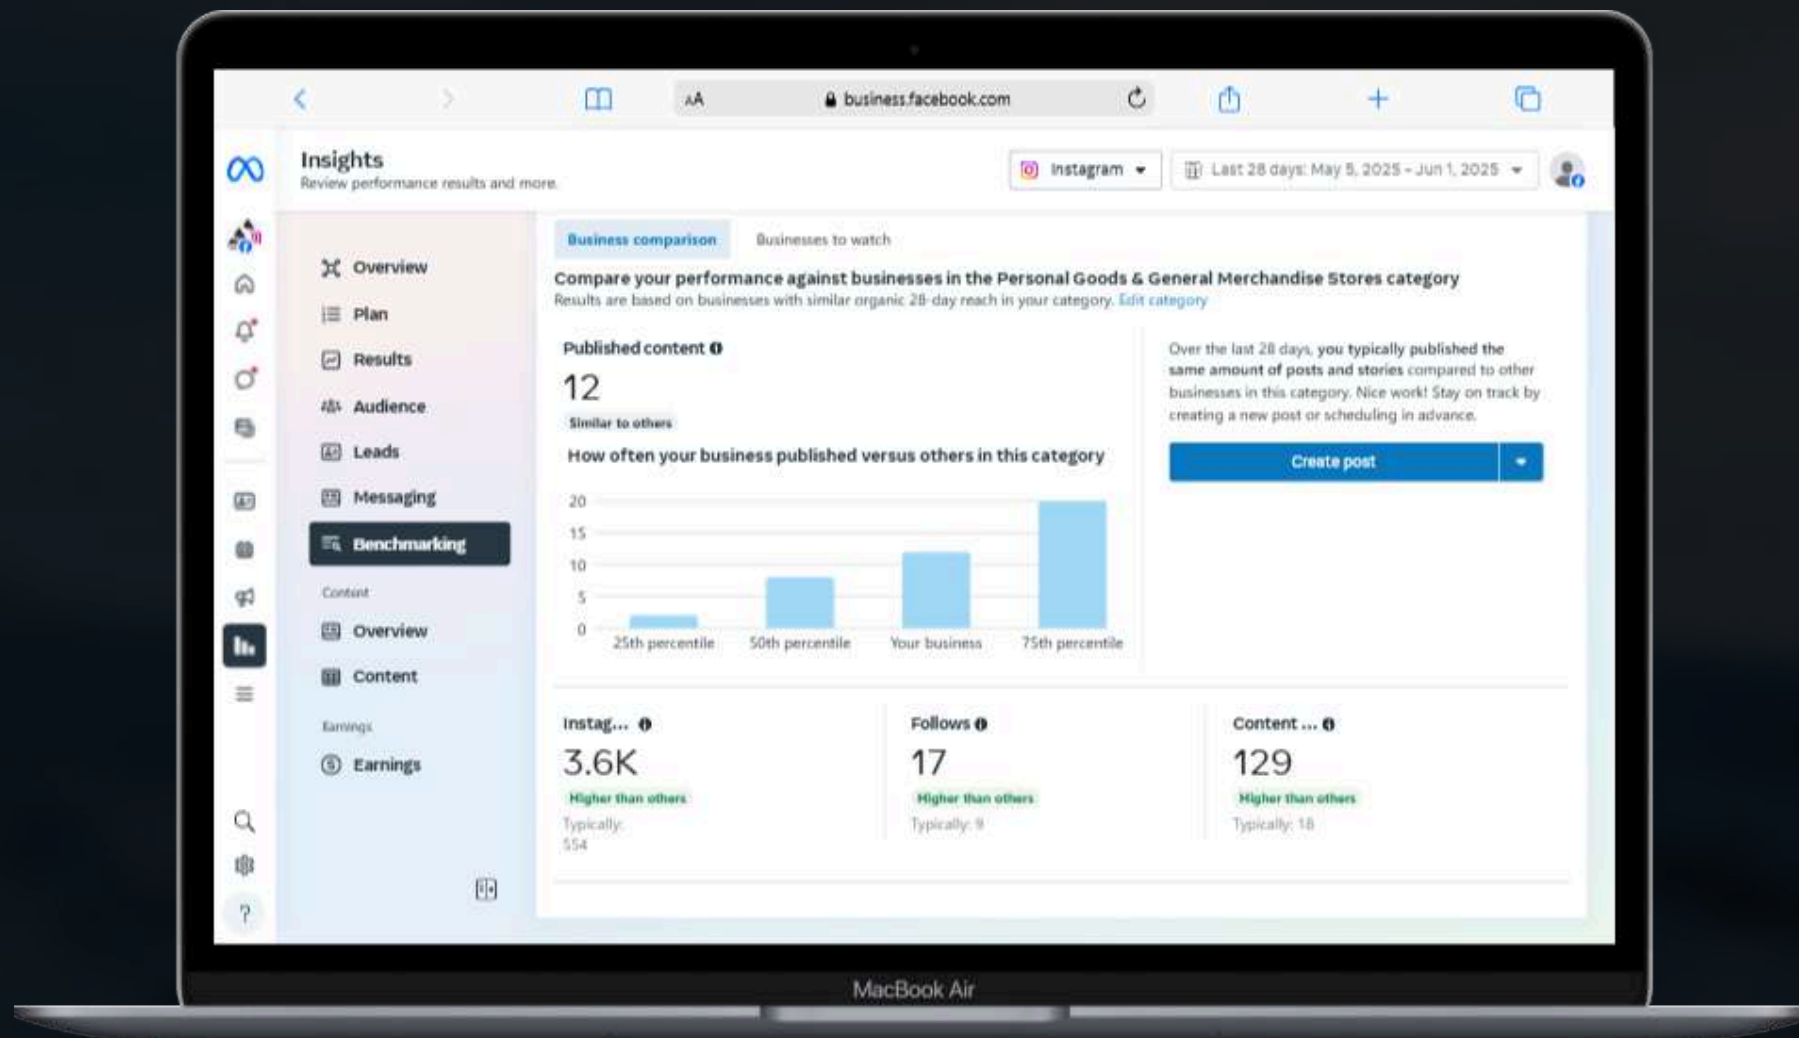 AA business.facebook.com
Insights
Review performance results and more.
Instagram
Last 28 days: May 5, 2025 - Jun 1, 2025
Overview
Plan
Results
Audience
Leads
Messaging
Benchmarking
Content
Overview
Content
Earnings
Earnings
Business comparison
Businesses to watch
Compare your performance against businesses in the Personal Goods & General Merchandise Stores category
Results are based on businesses with similar organic 28-day reach in your category. Edit category
Published content
12
Similar to others
How often your business published versus others in this category
20
15
10
5
0
25th percentile
50th percentile
Your business
75th percentile
Over the last 28 days, you typically published the
same amount of posts and stories compared to other
businesses in this category. Nice work! Stay on track by
creating a new post or scheduling in advance.
Create post
Instag...
3.6K
Higher than others
Typically:
554
Follows
17
Higher than others
Typically: 9
Content ...
129
Higher than others
Typically: 18
MacBook Air